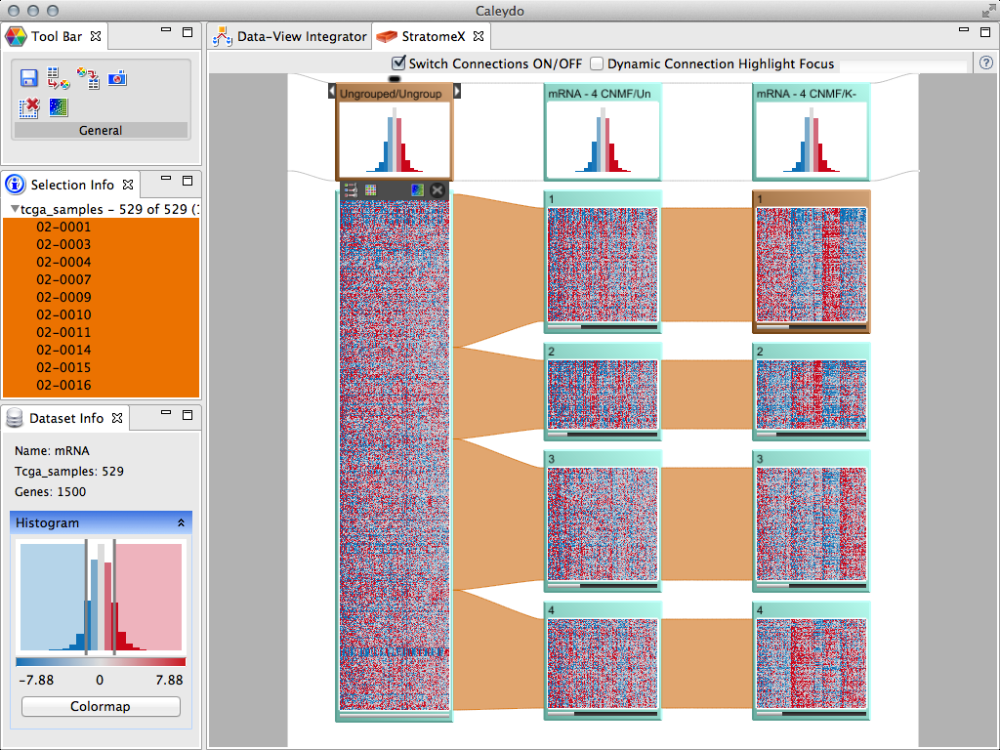 Caleydo
Tool Bar
General
Selection Info
tcga_samples - 529 of 529 (
02-0001
02-0003
02-0004
02-0007
02-0009
02-0010
02-0011
02-0014
02-0015
02-0016
Dataset Info
Name: mRNA
Tcga_samples: 529
Genes: 1500
Histogram
-7.88 0 7.88
Colormap
Data-View Integrator StratomeX
Switch Connections ON/OFF Dynamic Connection Highlight Focus
Ungrouped/Ungroup mRNA - 4 CNMF/Un mRNA - 4 CNMF/K-
1 1
2 2
3 3
4 4